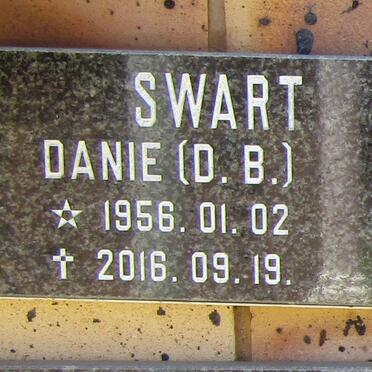 SWART
DANIE (D. B.)
☆ 1956. 01. 02
✝ 2016. 09. 19.